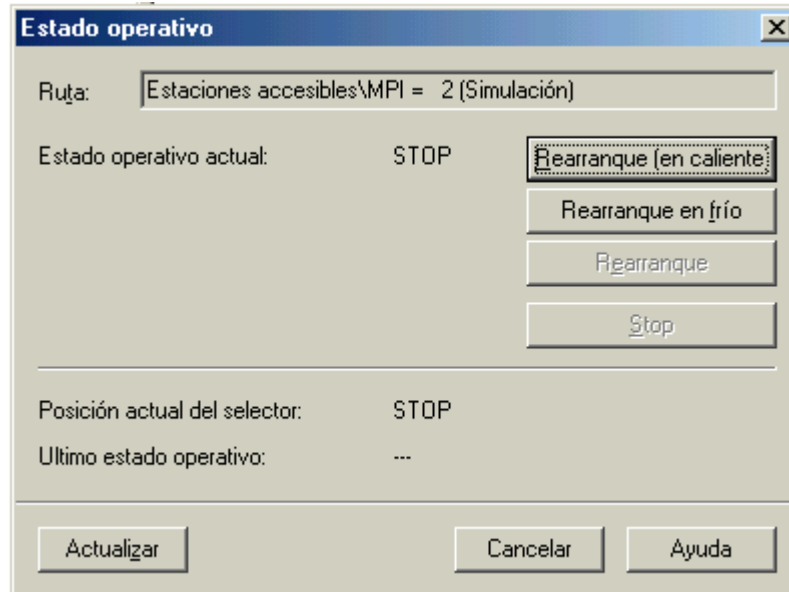 Estado operativo
Ruta: Estaciones accesibles\MPI = 2 (Simulación)
Estado operativo actual: STOP
Rearranque (en caliente)
Rearranque en frío
Rearranque
Stop
Posición actual del selector: STOP
Ultimo estado operativo: ---
Actualizar Cancelar Ayuda